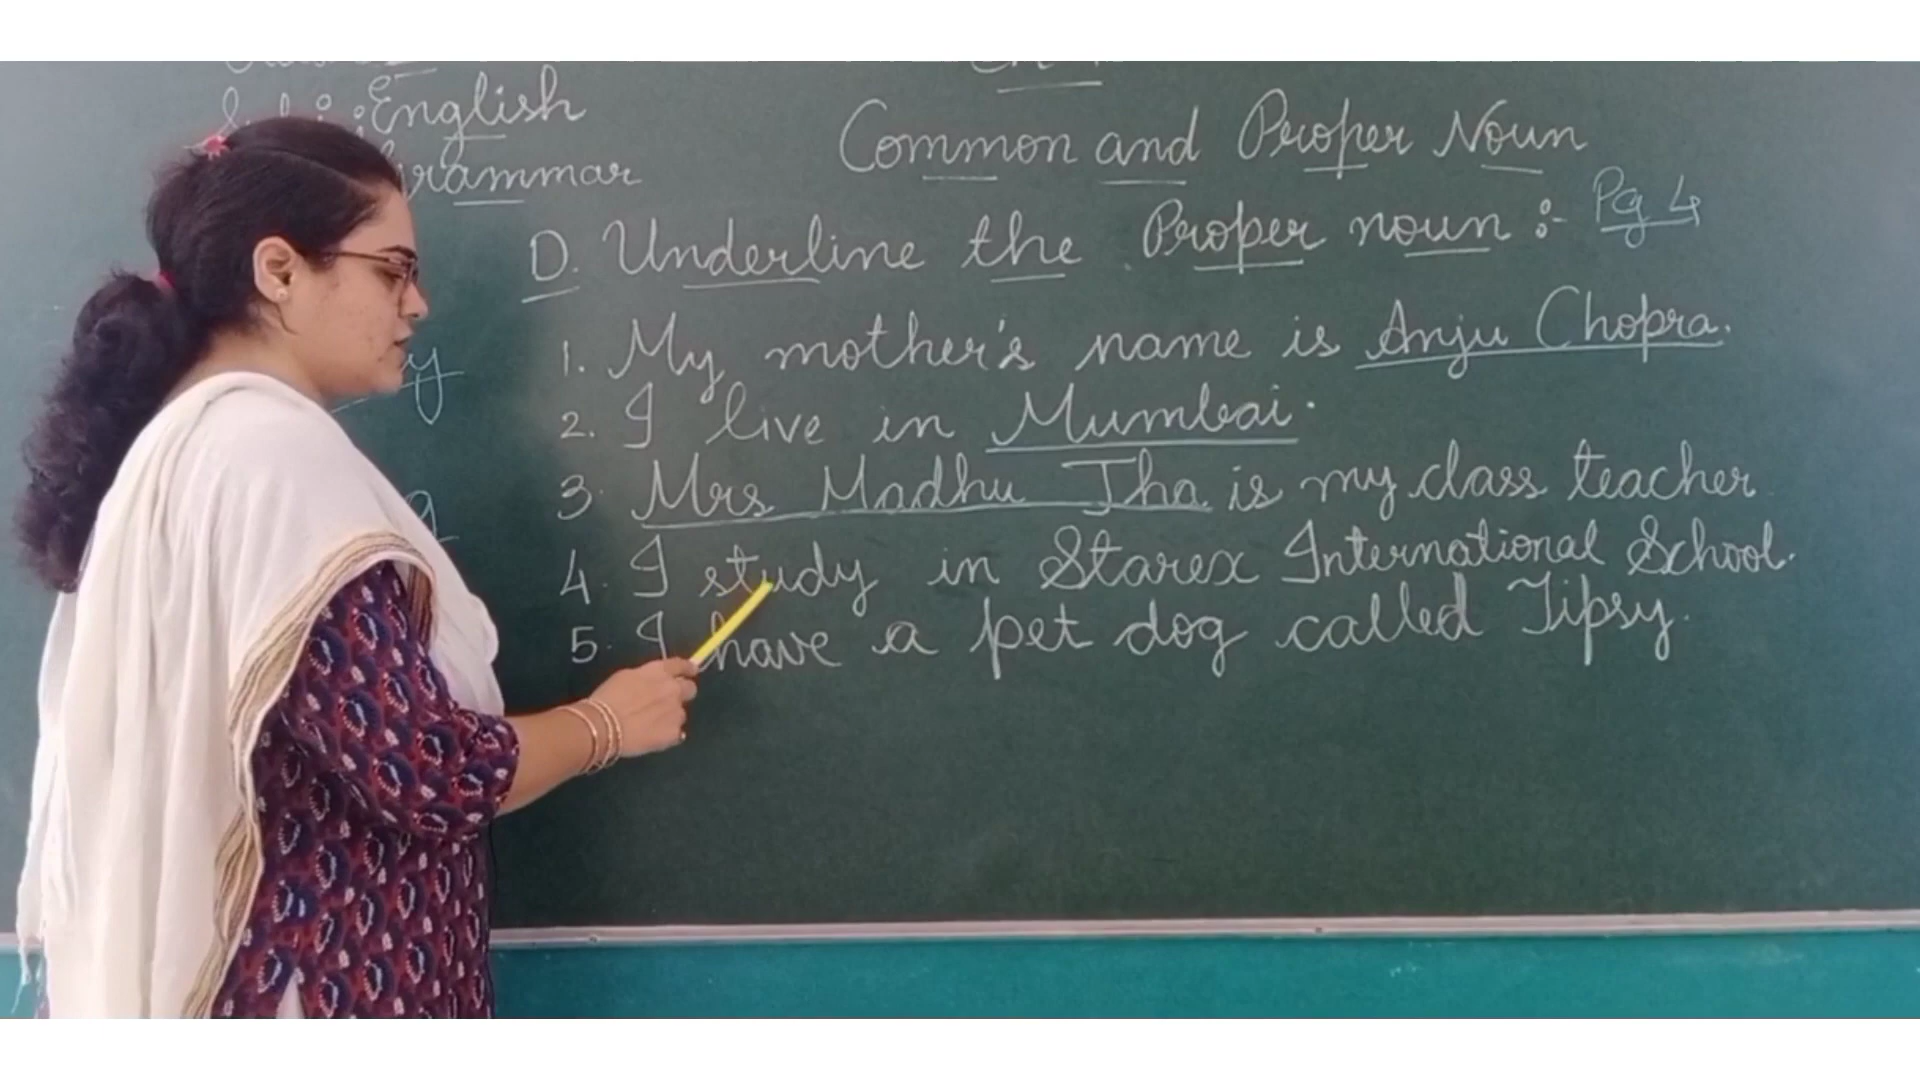 English
Grammar
Common and Proper Noun
D. Underline the Proper noun :- Pg 4
1. My mother's name is Anju Chopra.
2. I live in Mumbai.
3. Mrs Madhu Jha is my class teacher
4. I study in Starex International School.
5. I have a pet dog called Tipsy.